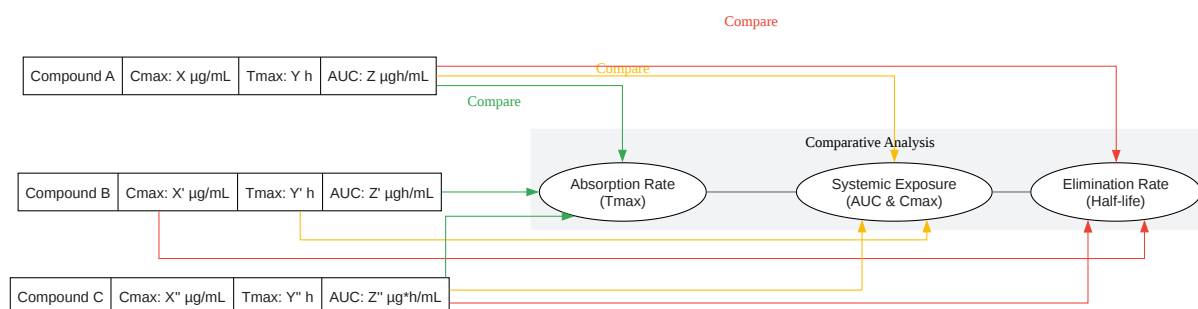 Compare
Compound A Cmax: X µg/mL Tmax: Y h AUC: Z µgh/mL
Compare
Compare
Comparative Analysis
Compound B Cmax: X' µg/mL Tmax: Y' h AUC: Z' µgh/mL
Absorption Rate
(Tmax)
Systemic Exposure
(AUC & Cmax)
Elimination Rate
(Half-life)
Compound C Cmax: X'' µg/mL Tmax: Y'' h AUC: Z'' µg*h/mL